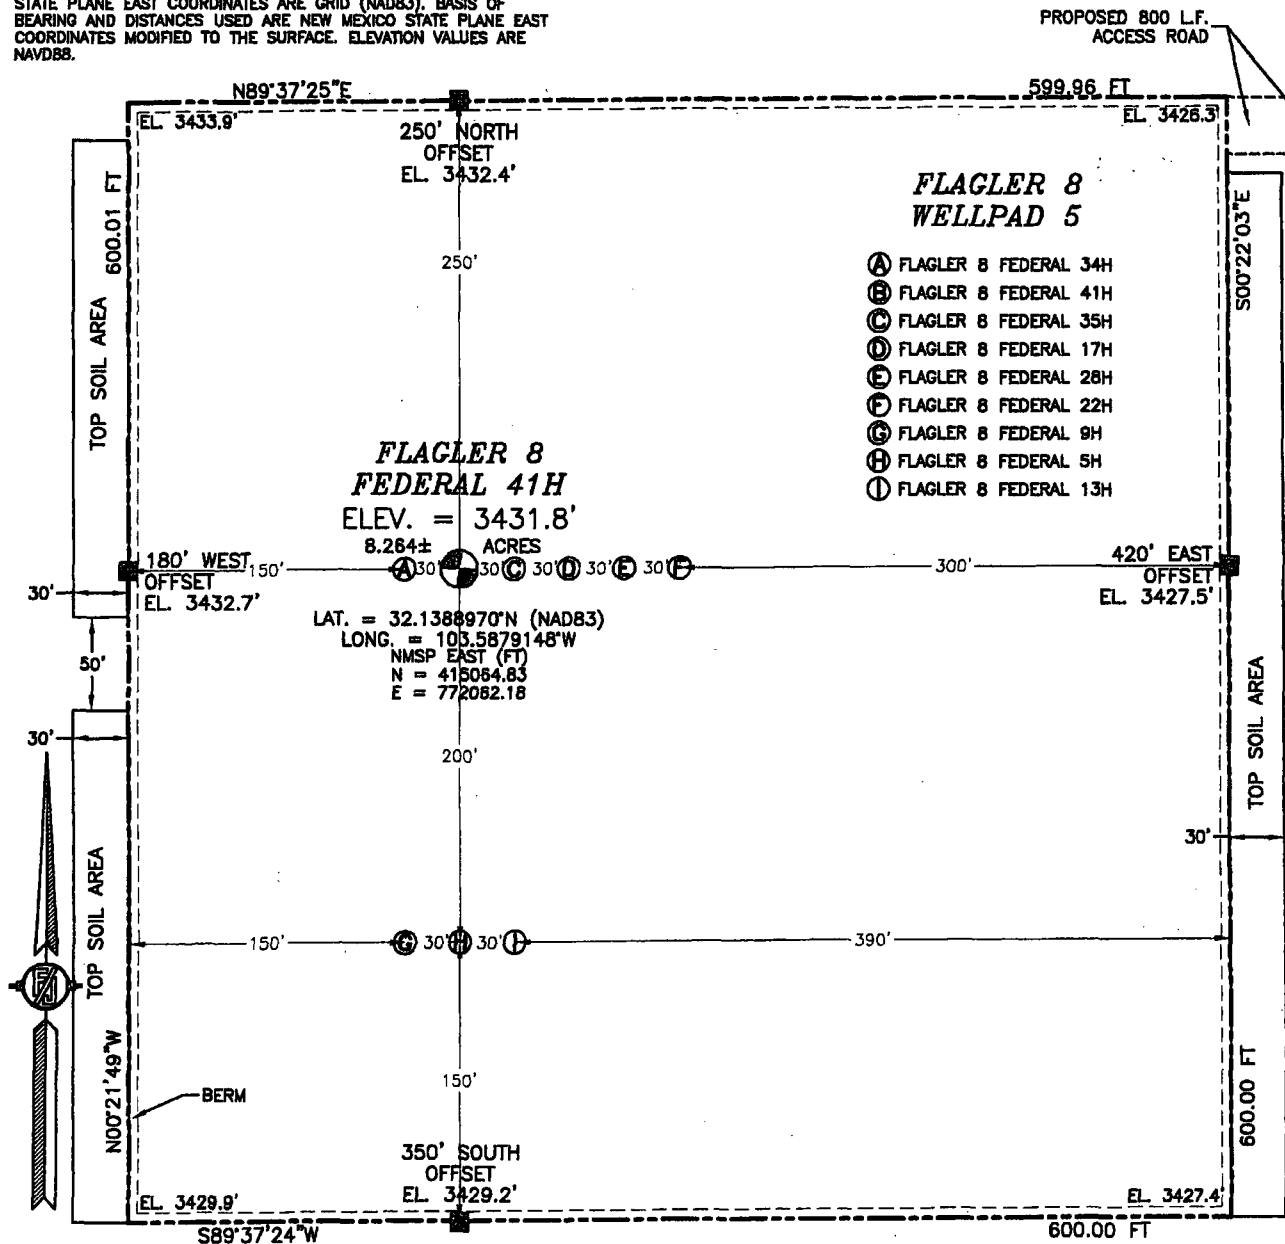 STATE PLANE EAST COORDINATES ARE GRID (NAD83). BASIS OF
BEARING AND DISTANCES USED ARE NEW MEXICO STATE PLANE EAST
COORDINATES MODIFIED TO THE SURFACE. ELEVATION VALUES ARE
NAVD88.
PROPOSED 800 L.F.
ACCESS ROAD
N89°37'25"E
599.96 FT
EL. 3433.9'
EL. 3426.3'
250' NORTH
OFFSET
EL. 3432.4'
600.01 FT
TOP SOIL AREA
250'
FLAGLER 8
WELLPAD 5
A FLAGLER 8 FEDERAL 34H
B FLAGLER 8 FEDERAL 41H
C FLAGLER 8 FEDERAL 35H
D FLAGLER 8 FEDERAL 17H
E FLAGLER 8 FEDERAL 28H
F FLAGLER 8 FEDERAL 22H
G FLAGLER 8 FEDERAL 9H
H FLAGLER 8 FEDERAL 5H
I FLAGLER 8 FEDERAL 13H
S00°22'03"E
FLAGLER 8
FEDERAL 41H
ELEV. = 3431.8'
8.264± ACRES
180' WEST
OFFSET
EL. 3432.7'
150' A 30' 30' C 30' D 30' E 30' F 300'
420' EAST
OFFSET
EL. 3427.5'
30'
LAT. = 32.1388970°N (NAD83)
LONG. = 103.5879148°W
NMSP EAST (FT)
N = 415064.83
E = 772062.18
50'
30'
200'
TOP SOIL AREA
30'
TOP SOIL AREA
150' G 30' H 30' I 390'
N00°21'49"W
BERM
150'
600.00 FT
350' SOUTH
OFFSET
EL. 3429.2'
EL. 3429.9'
EL. 3427.4'
S89°37'24"W
600.00 FT